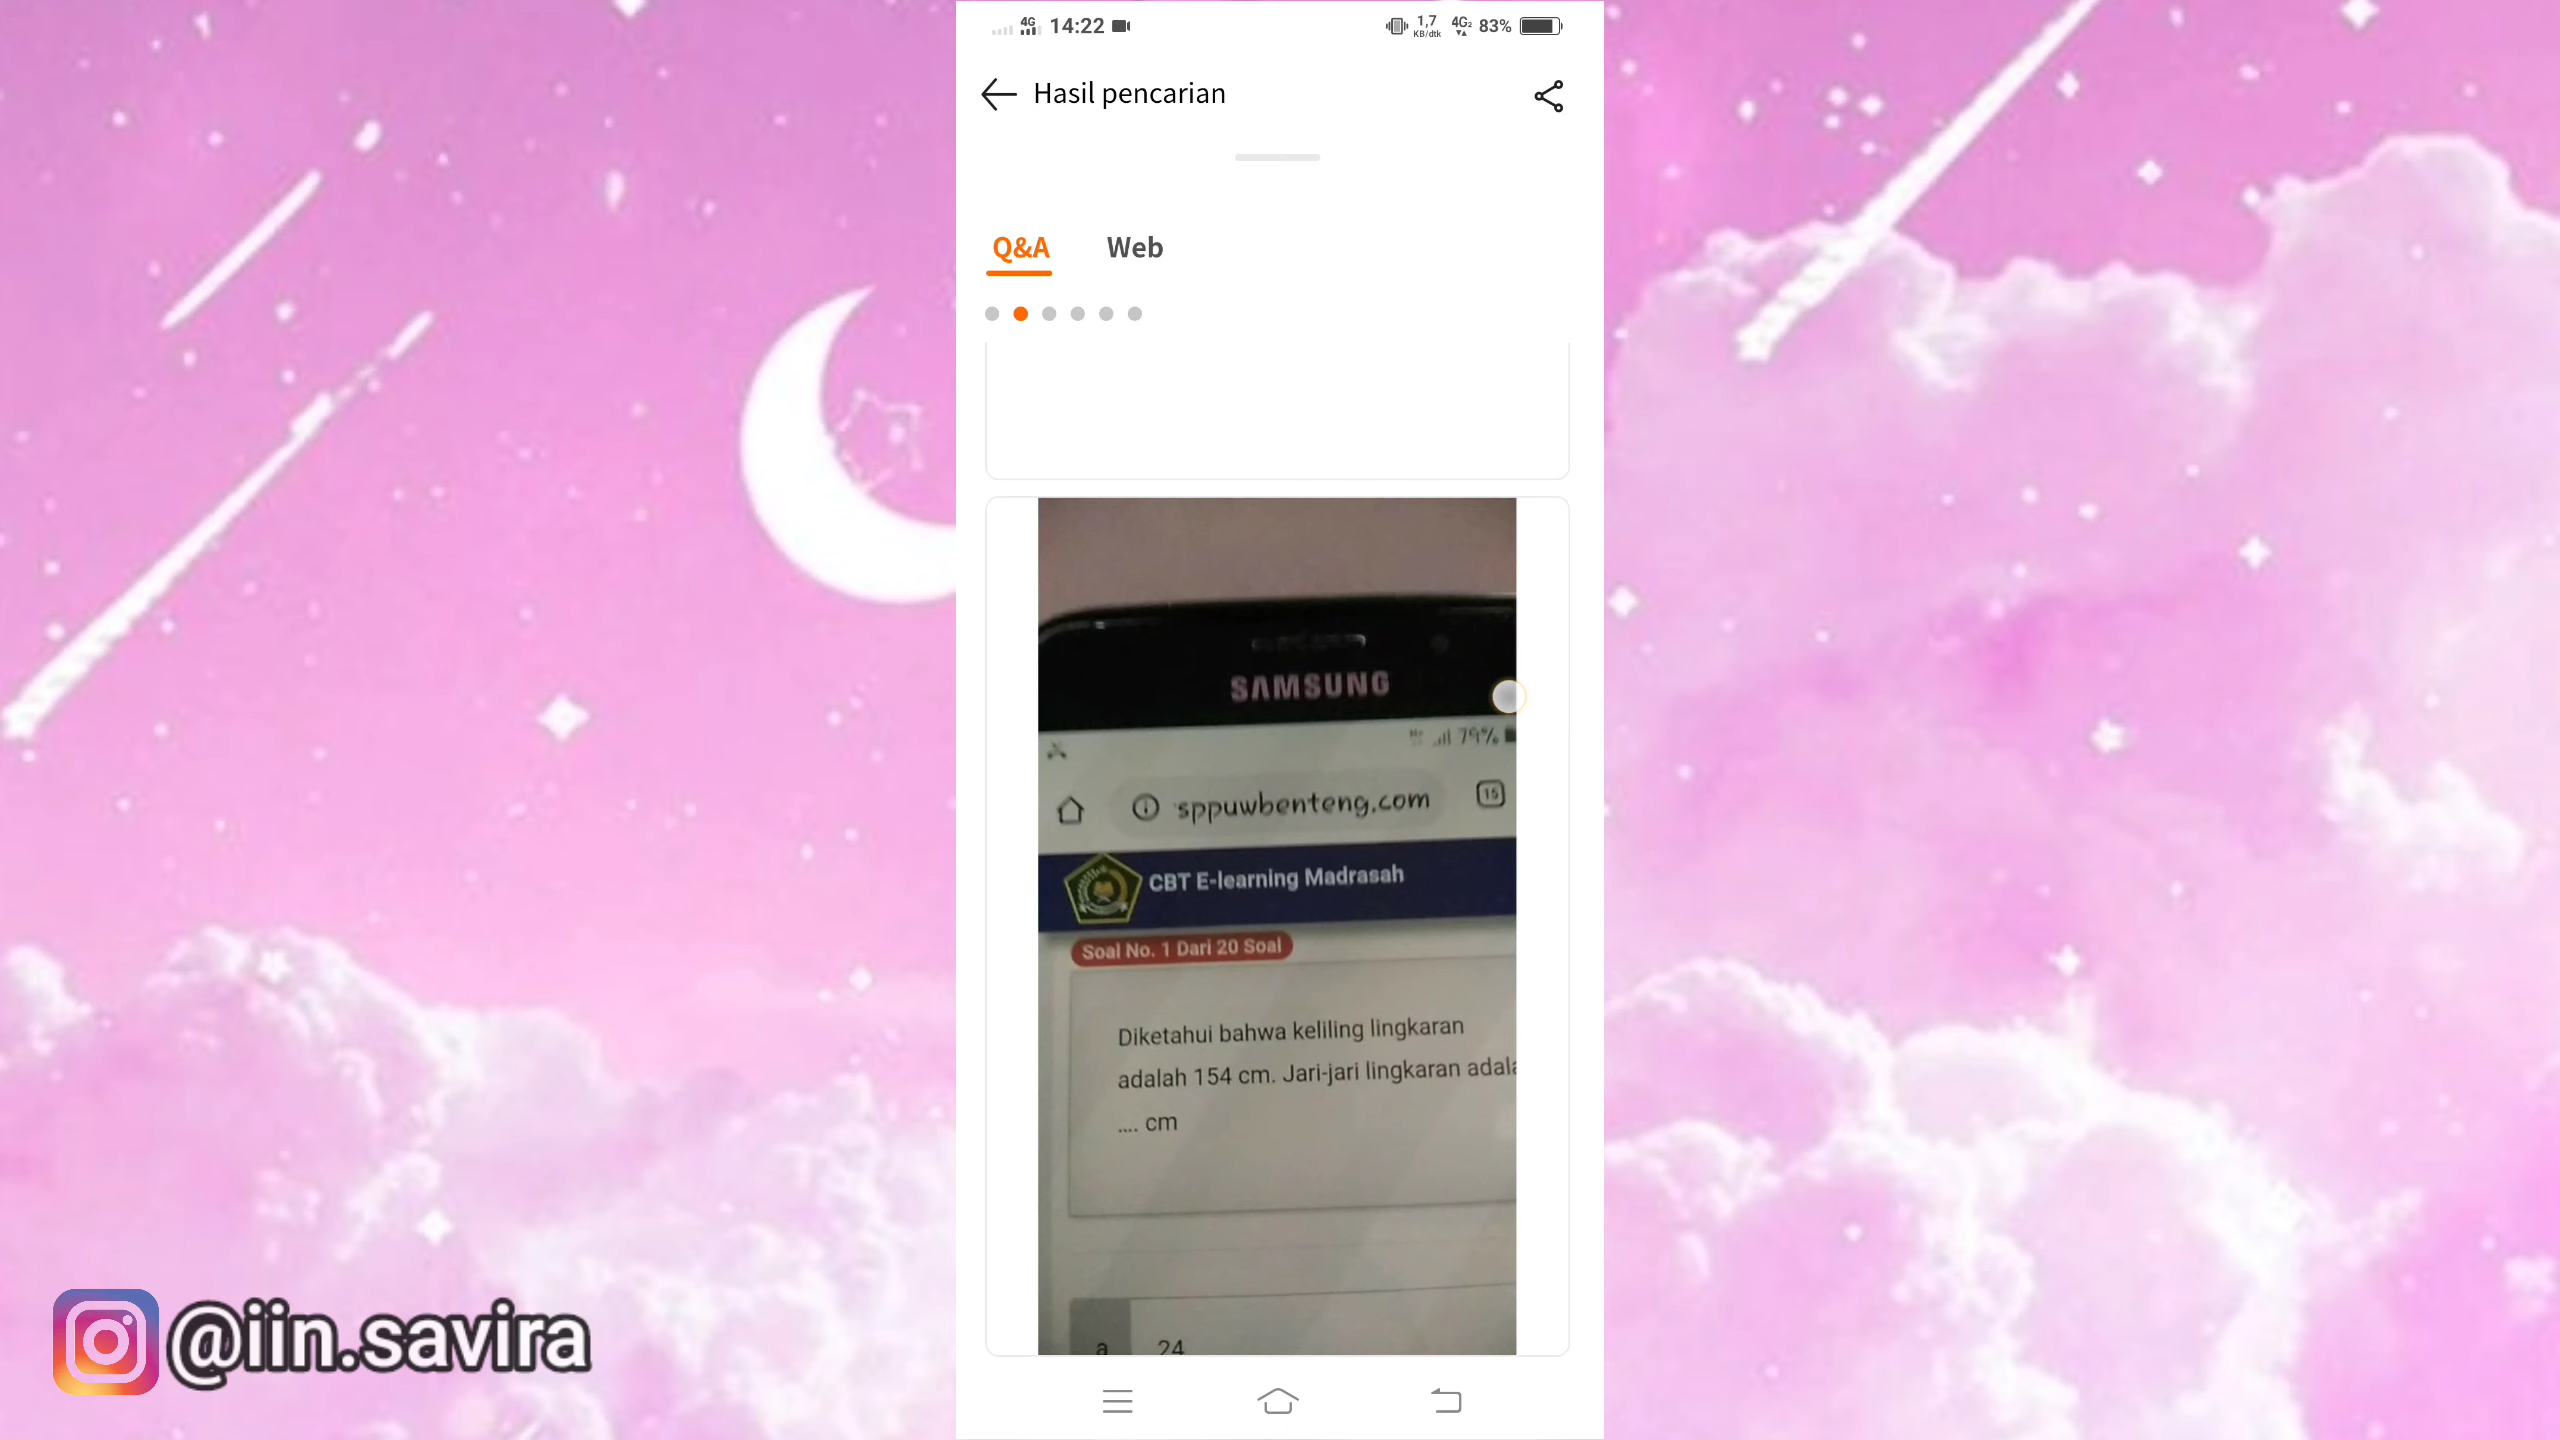 4G 14:22 1,7 KB/dtk 4G2 83%
Hasil pencarian
Q&A Web
SAMSUNG
79%
sppuwbenteng.com 15
CBT E-learning Madrasah
Soal No. 1 Dari 20 Soal
Diketahui bahwa keliling lingkaran
adalah 154 cm. Jari-jari lingkaran adala
.... cm
a 24
@iin.savira